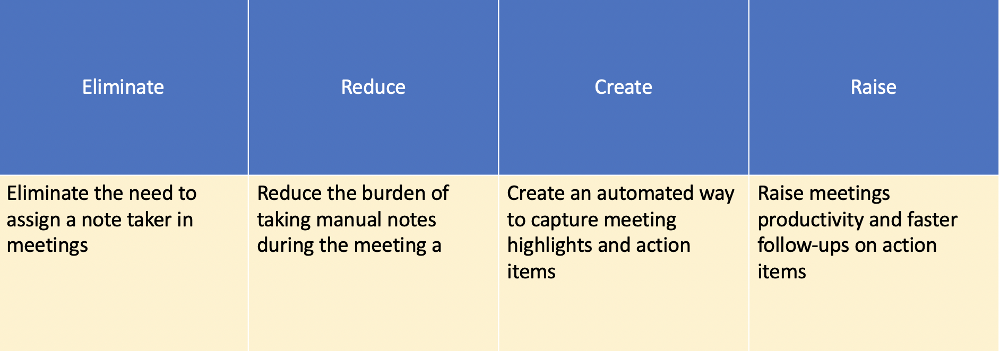 Eliminate
Reduce
Create
Raise
Eliminate the need to
assign a note taker in
meetings
Reduce the burden of
taking manual notes
during the meeting a
Create an automated way
to capture meeting
highlights and action
items
Raise meetings
productivity and faster
follow-ups on action
items